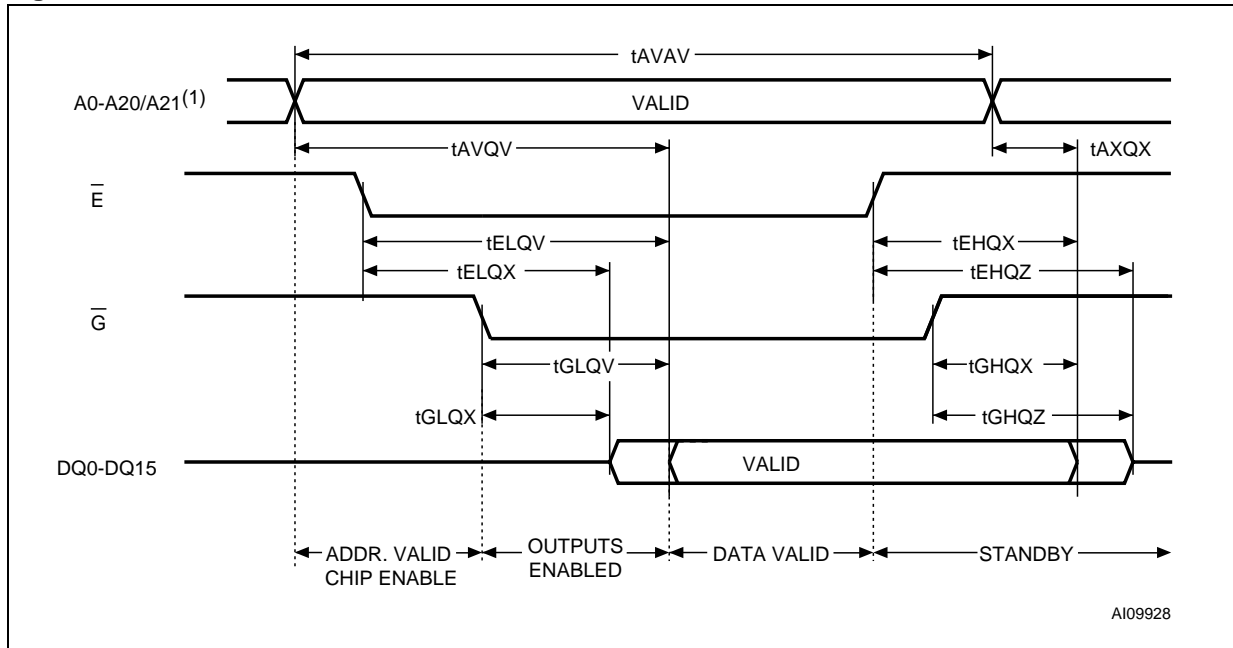 tAVAV
A0-A20/A21(1)
VALID
tAVQV
tAXQX
E
tELQV
tEHQX
tELQX
tEHQZ
G
tGLQV
tGHQX
tGLQX
tGHQZ
DQ0-DQ15
VALID
ADDR. VALID
CHIP ENABLE
OUTPUTS
ENABLED
DATA VALID
STANDBY
AI09928